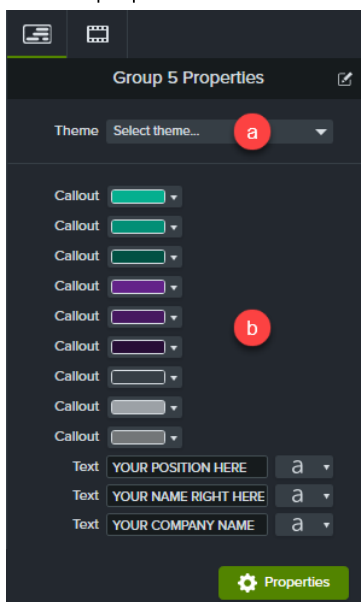 Group 5 Properties
Theme Select theme... a
Callout
Callout
Callout
Callout
Callout
Callout b
Callout
Callout
Callout
Text YOUR POSITION HERE a
Text YOUR NAME RIGHT HERE a
Text YOUR COMPANY NAME a
Properties